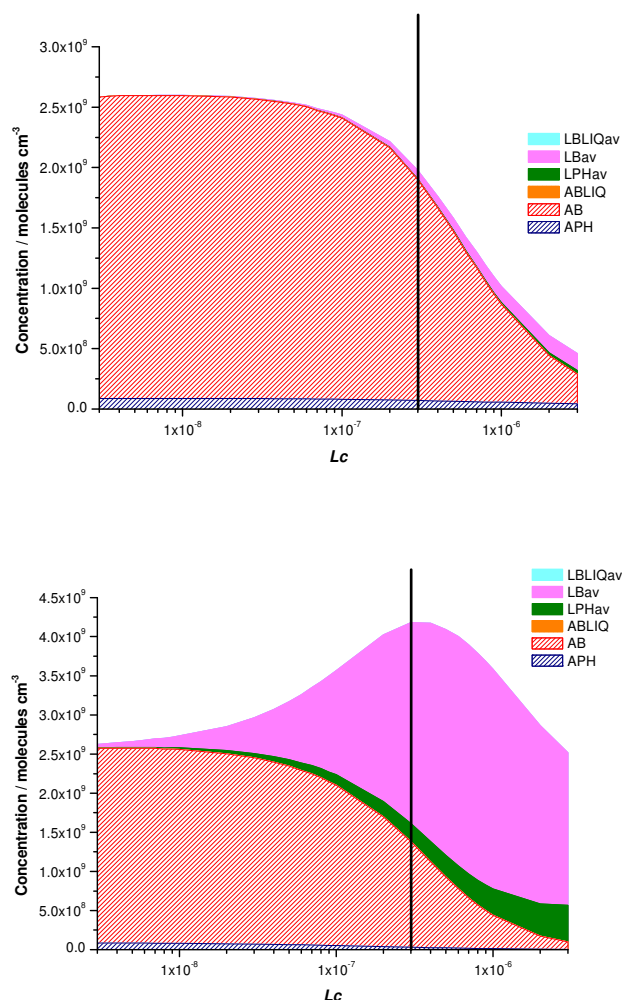 3.0x10⁹
2.5x10⁹
2.0x10⁹
1.5x10⁹
1.0x10⁹
5.0x10⁸
0.0
Concentration / molecules cm⁻³
1x10⁻⁸ 1x10⁻⁷ 1x10⁻⁶
Lc
LBLIQav
LBav
LPHav
ABLIQ
AB
APH
4.5x10⁹
4.0x10⁹
3.5x10⁹
3.0x10⁹
2.5x10⁹
2.0x10⁹
1.5x10⁹
1.0x10⁹
5.0x10⁸
0.0
Concentration / molecules cm⁻³
1x10⁻⁸ 1x10⁻⁷ 1x10⁻⁶
Lc
LBLIQav
LBav
LPHav
ABLIQ
AB
APH